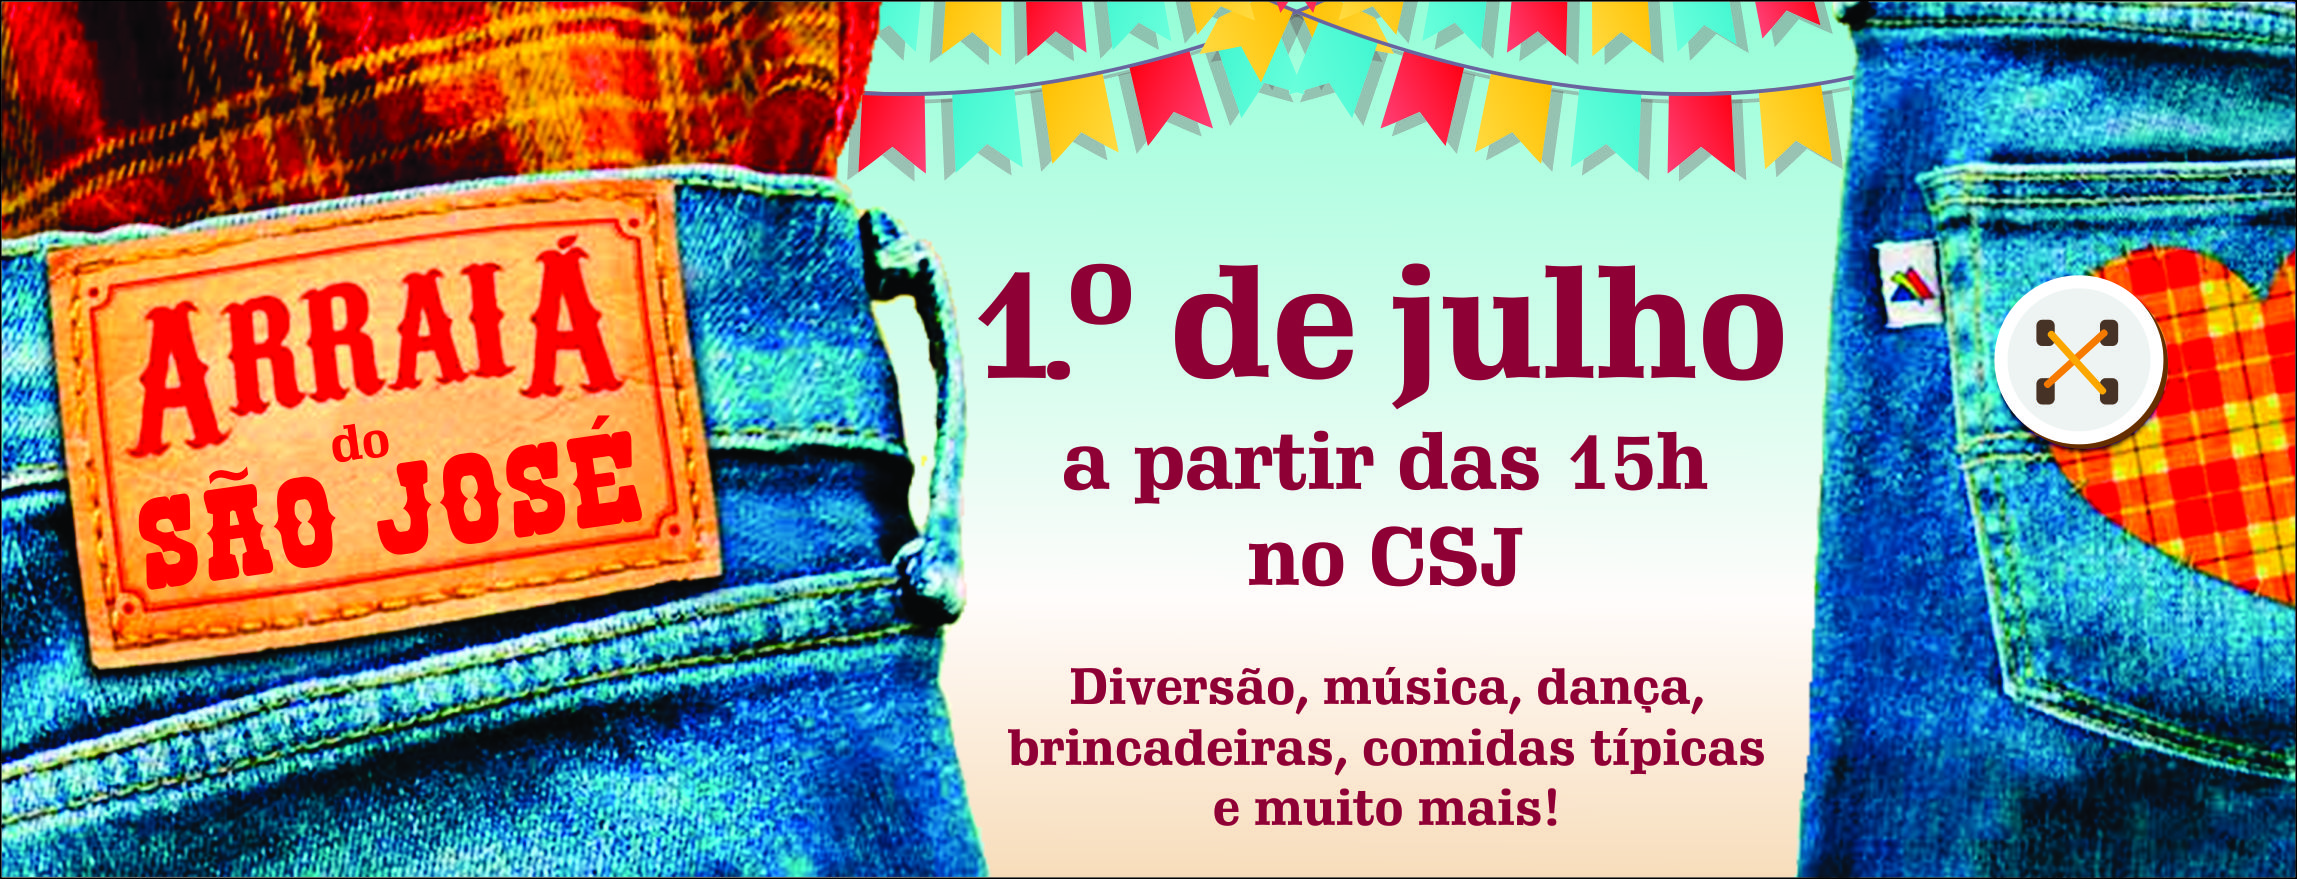 ARRAIÁ
do
SÃO JOSÉ
1.º de julho
a partir das 15h
no CSJ
Diversão, música, dança,
brincadeiras, comidas típicas
e muito mais!